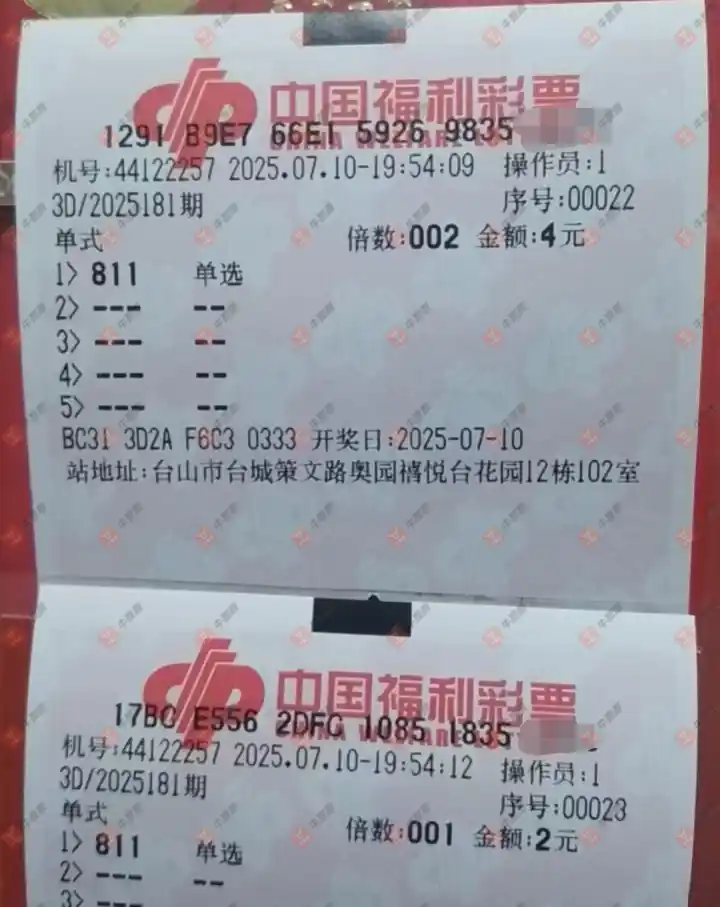 中国福利彩票
1291 B9E7 66E1 5926 9835
机号:44122257 2025.07.10-19:54:09 操作员:1
3D/2025181期 序号:00022
单式 倍数:002 金额:4元
1> 811 单选
2> --- --
3> --- --
4> --- --
5> --- --
BC31 3D2A F6C3 0333 开奖日:2025-07-10
站地址:台山市台城策文路奥园禧悦台花园12栋102室
中国福利彩票
17BC E556 2DFC 1085 1835
机号:44122257 2025.07.10-19:54:12 操作员:1
3D/2025181期 序号:00023
单式 倍数:001 金额:2元
1> 811 单选
2> --- --
3> ---